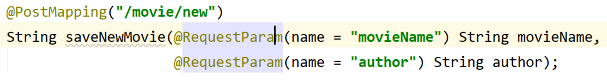 @PostMapping("/movie/new")
String saveNewMovie(@RequestParam(name = "movieName") String movieName,
@RequestParam(name = "author") String author);